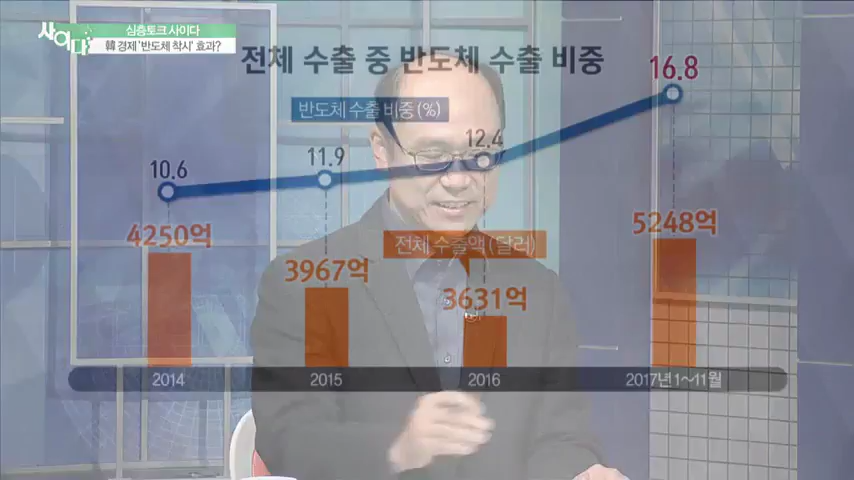 사이다
심층토크 사이다
韓 경제 '반도체 착시' 효과?
전체 수출 중 반도체 수출 비중
반도체 수출 비중(%)
10.6
11.9
12.4
16.8
전체 수출액(달러)
4250억
3967억
3631억
5248억
2014
2015
2016
2017년 1~11월